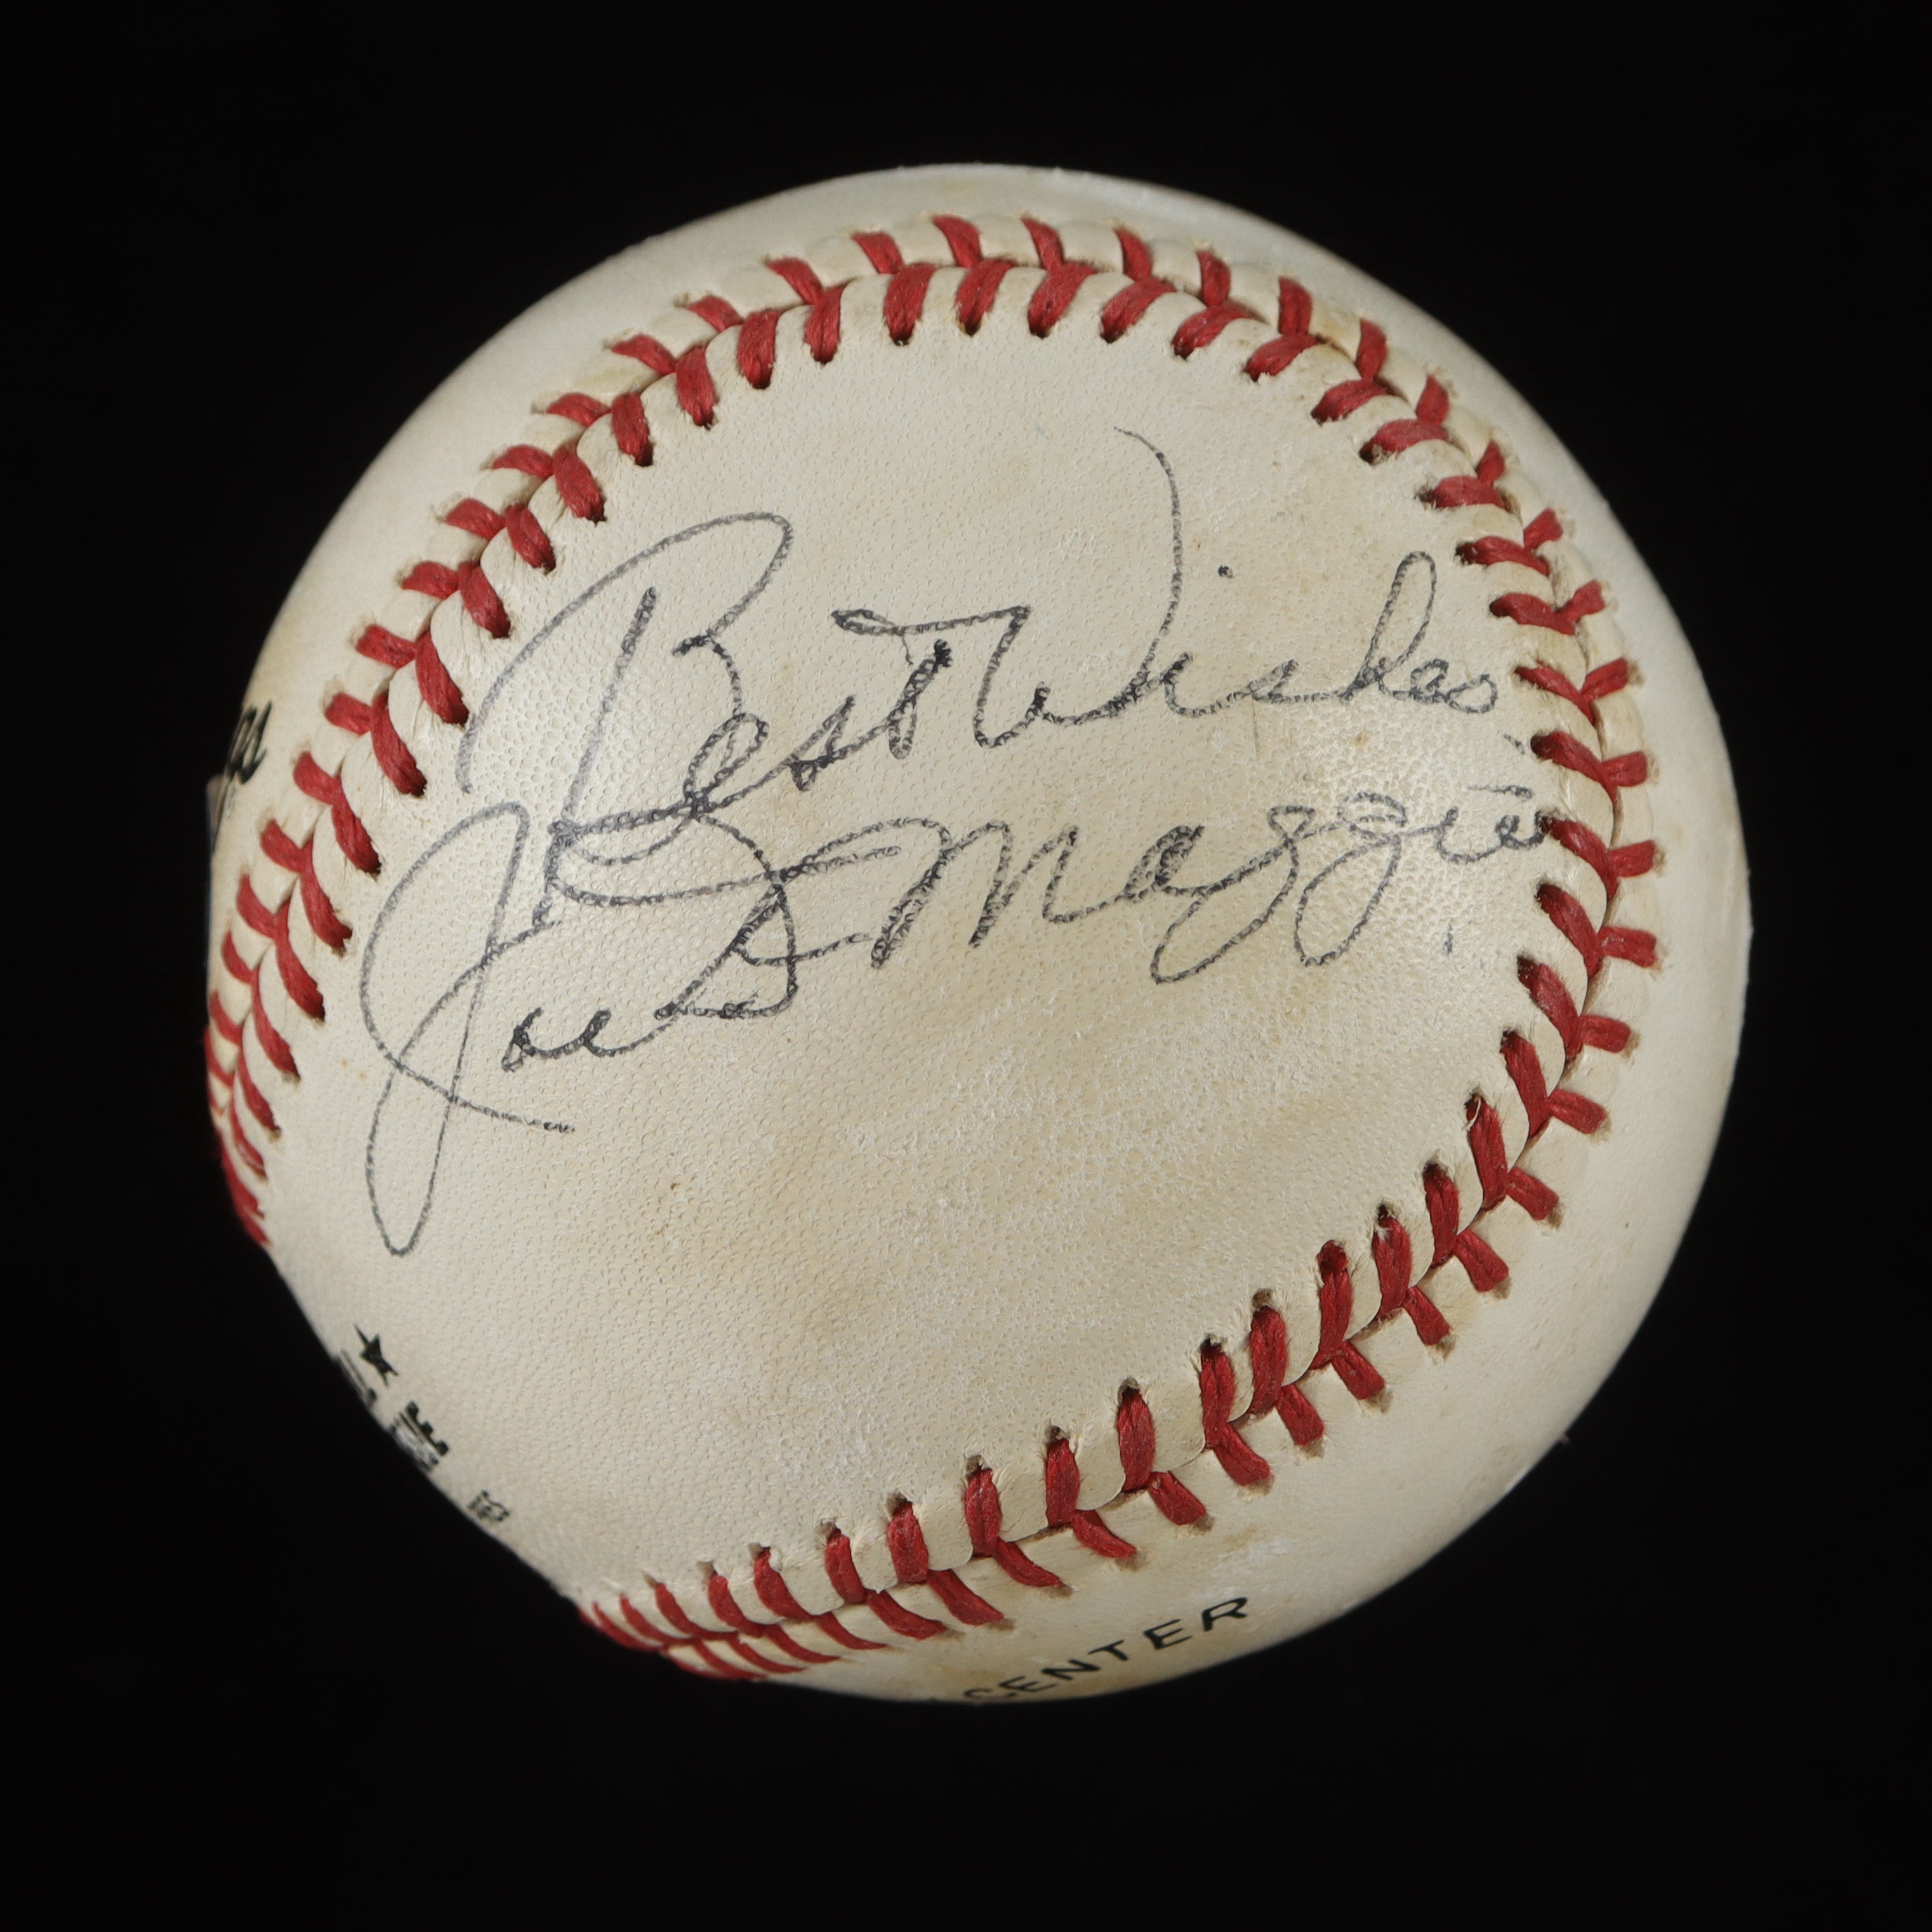 Best Wishes
Joe DiMaggio
CENTER